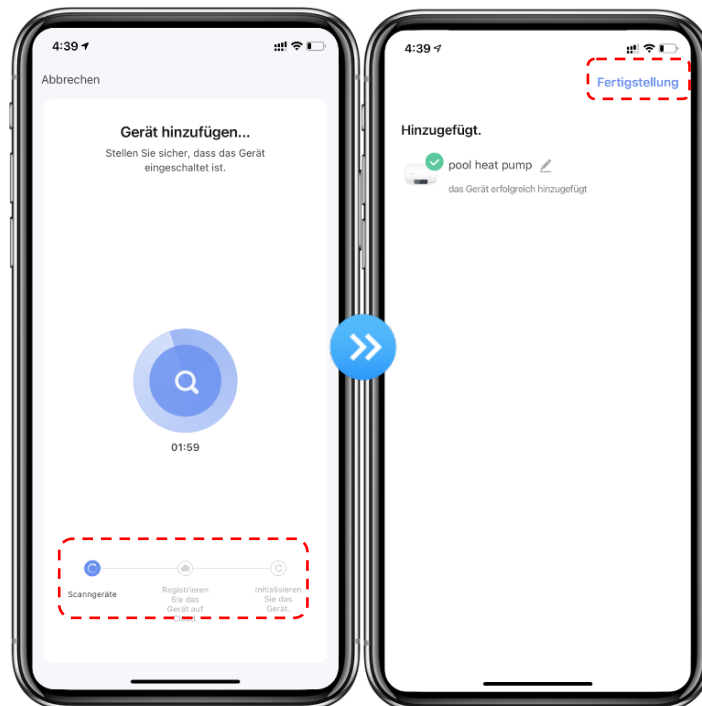 4:39
Abbrechen
Gerät hinzufügen...
Stellen Sie sicher, dass das Gerät
eingeschaltet ist.
01:59
Scanngeräte
Registrieren
Sie das
Gerät auf
Cloud
Initialisieren
Sie das
Gerät.
4:39
Fertigstellung
Hinzugefügt.
pool heat pump
das Gerät erfolgreich hinzugefügt